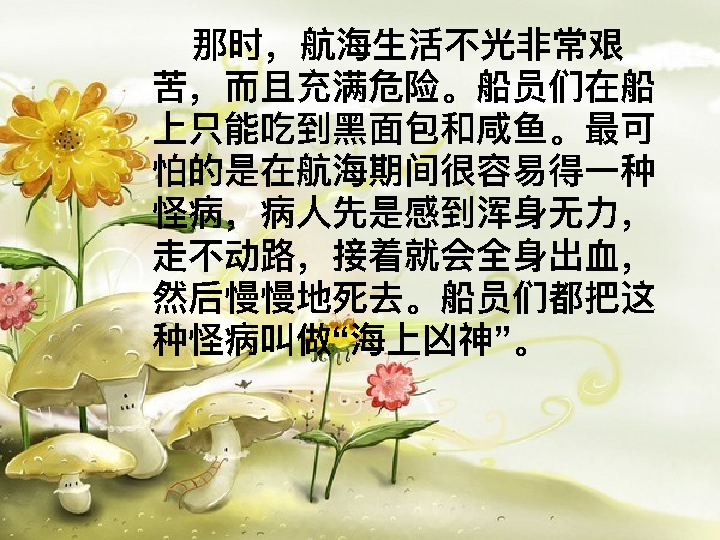 那时，航海生活不光非常艰
苦，而且充满危险。船员们在船
上只能吃到黑面包和咸鱼。最可
怕的是在航海期间很容易得一种
怪病，病人先是感到浑身无力，
走不动路，接着就会全身出血，
然后慢慢地死去。船员们都把这
种怪病叫做“海上凶神”。